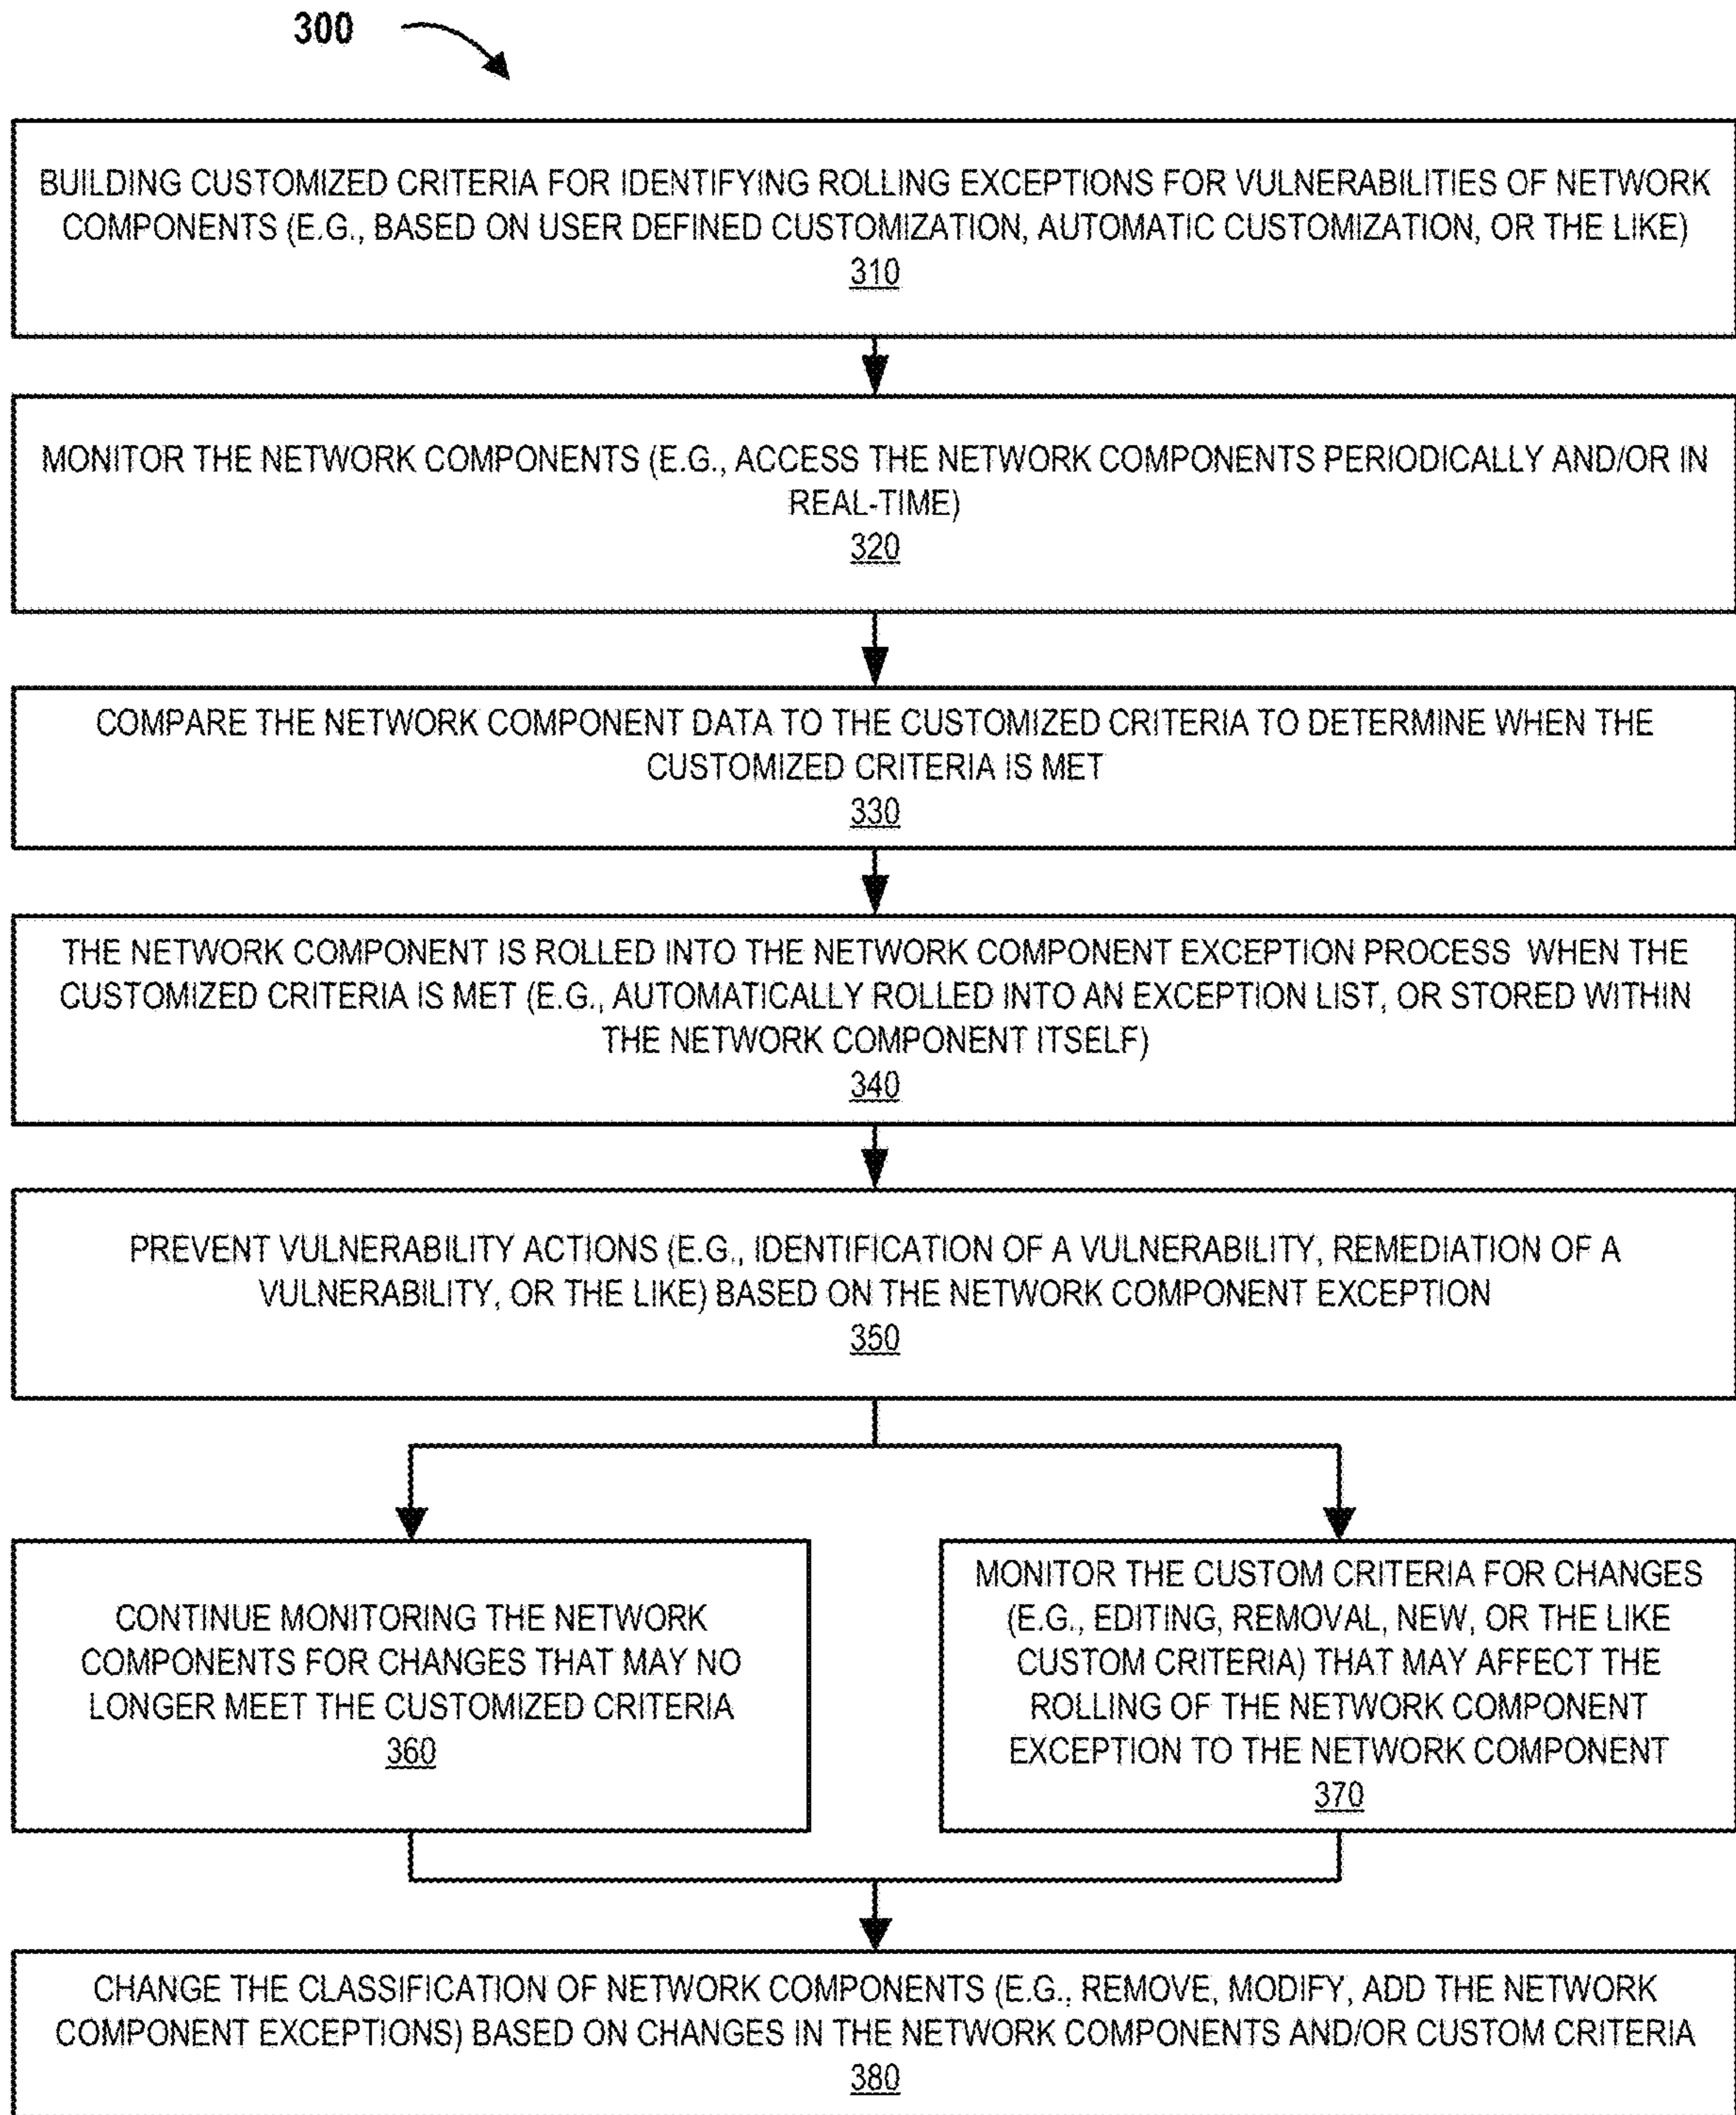 300
BUILDING CUSTOMIZED CRITERIA FOR IDENTIFYING ROLLING EXCEPTIONS FOR VULNERABILITIES OF NETWORK
COMPONENTS (E.G., BASED ON USER DEFINED CUSTOMIZATION, AUTOMATIC CUSTOMIZATION, OR THE LIKE)
310
MONITOR THE NETWORK COMPONENTS (E.G., ACCESS THE NETWORK COMPONENTS PERIODICALLY AND/OR IN
REAL-TIME)
320
COMPARE THE NETWORK COMPONENT DATA TO THE CUSTOMIZED CRITERIA TO DETERMINE WHEN THE
CUSTOMIZED CRITERIA IS MET
330
THE NETWORK COMPONENT IS ROLLED INTO THE NETWORK COMPONENT EXCEPTION PROCESS WHEN THE
CUSTOMIZED CRITERIA IS MET (E.G., AUTOMATICALLY ROLLED INTO AN EXCEPTION LIST, OR STORED WITHIN
THE NETWORK COMPONENT ITSELF)
340
PREVENT VULNERABILITY ACTIONS (E.G., IDENTIFICATION OF A VULNERABILITY, REMEDIATION OF A
VULNERABILITY, OR THE LIKE) BASED ON THE NETWORK COMPONENT EXCEPTION
350
CONTINUE MONITORING THE NETWORK
COMPONENTS FOR CHANGES THAT MAY NO
LONGER MEET THE CUSTOMIZED CRITERIA
360
MONITOR THE CUSTOM CRITERIA FOR CHANGES
(E.G., EDITING, REMOVAL, NEW, OR THE LIKE
CUSTOM CRITERIA) THAT MAY AFFECT THE
ROLLING OF THE NETWORK COMPONENT
EXCEPTION TO THE NETWORK COMPONENT
370
CHANGE THE CLASSIFICATION OF NETWORK COMPONENTS (E.G., REMOVE, MODIFY, ADD THE NETWORK
COMPONENT EXCEPTIONS) BASED ON CHANGES IN THE NETWORK COMPONENTS AND/OR CUSTOM CRITERIA
380